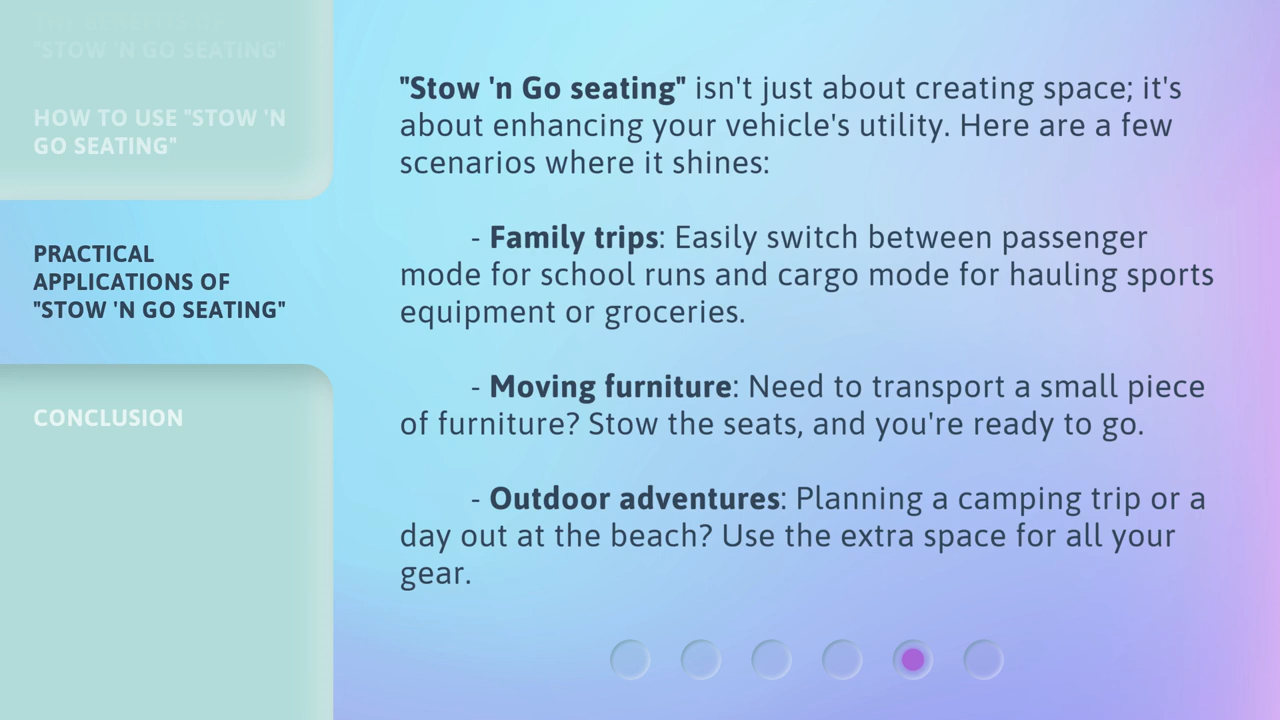 "STOW 'N GO SEATING"
HOW TO USE "STOW 'N
GO SEATING"
PRACTICAL
APPLICATIONS OF
"STOW 'N GO SEATING"
CONCLUSION
"Stow 'n Go seating" isn't just about creating space; it's
about enhancing your vehicle's utility. Here are a few
scenarios where it shines:
- Family trips: Easily switch between passenger
mode for school runs and cargo mode for hauling sports
equipment or groceries.
- Moving furniture: Need to transport a small piece
of furniture? Stow the seats, and you're ready to go.
- Outdoor adventures: Planning a camping trip or a
day out at the beach? Use the extra space for all your
gear.